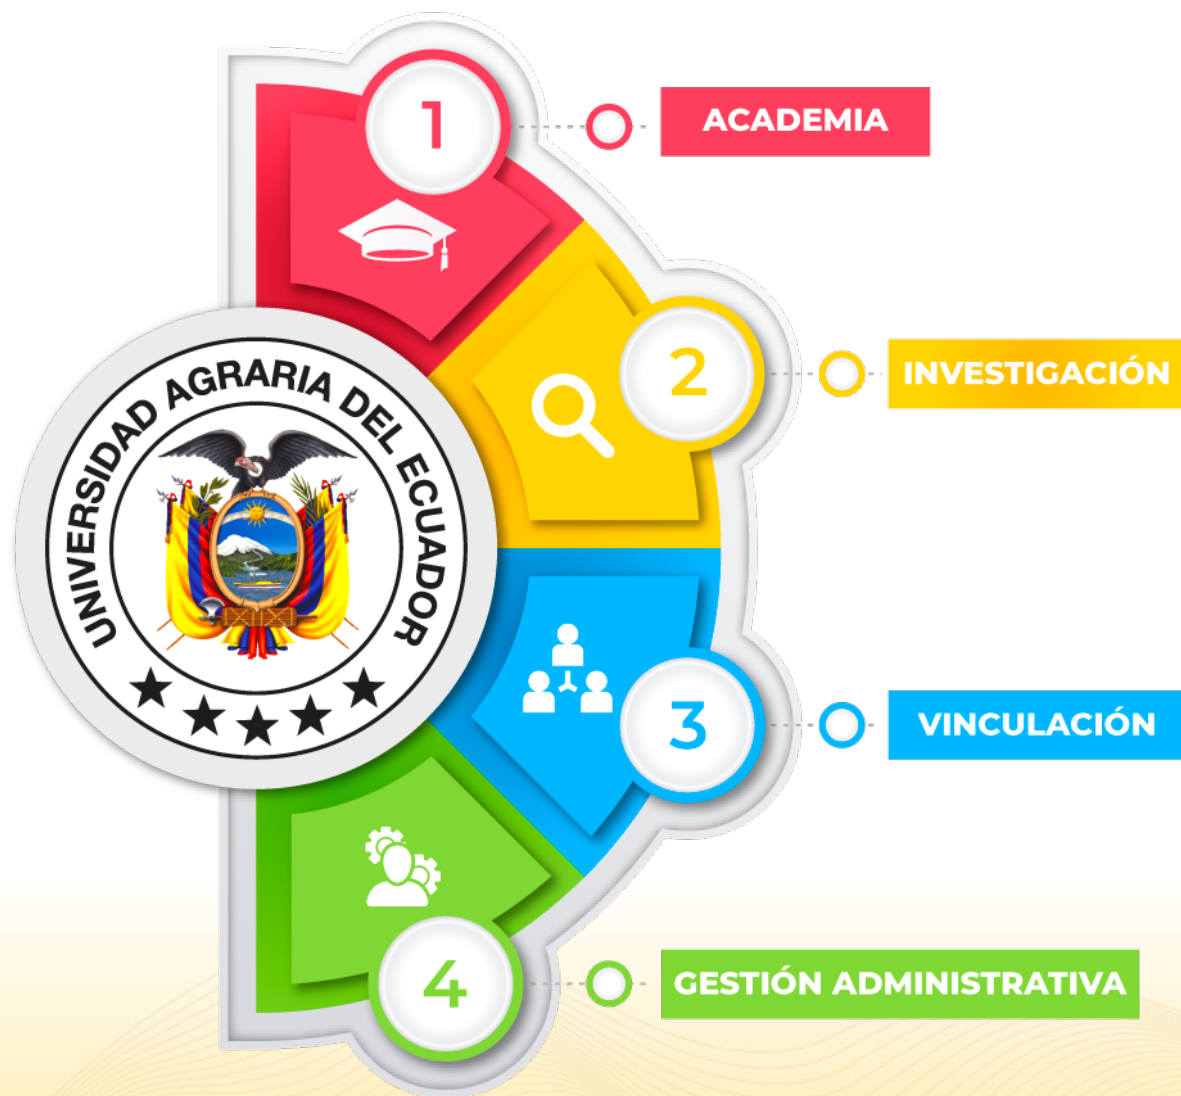 UNIVERSIDAD AGRARIA DEL ECUADOR
1
ACADEMIA
2
INVESTIGACIÓN
3
VINCULACIÓN
4
GESTIÓN ADMINISTRATIVA